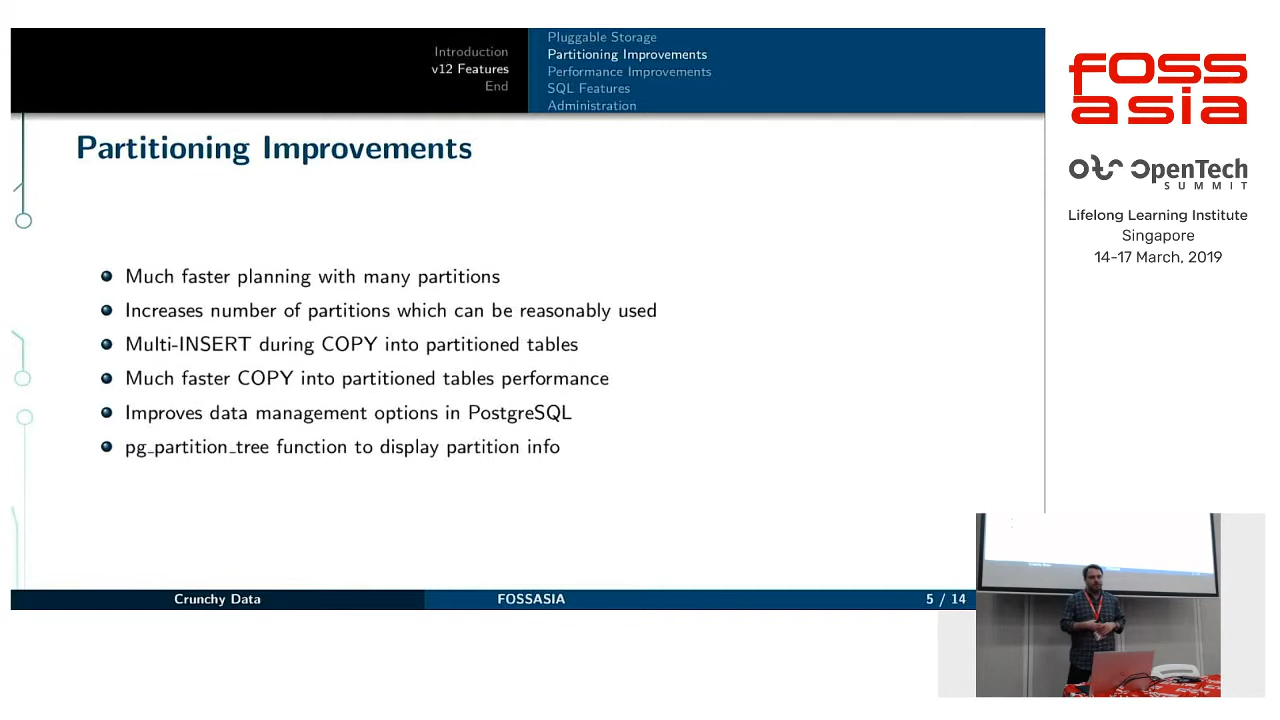 Introduction
v12 Features
End
Pluggable Storage
Partitioning Improvements
Performance Improvements
SQL Features
Administration
Partitioning Improvements
Much faster planning with many partitions
Increases number of partitions which can be reasonably used
Multi-INSERT during COPY into partitioned tables
Much faster COPY into partitioned tables performance
Improves data management options in PostgreSQL
pg_partition_tree function to display partition info
Crunchy Data
FOSSASIA
5 / 14
FOSS
ASIA
OpenTech
SUMMIT
Lifelong Learning Institute
Singapore
14-17 March, 2019